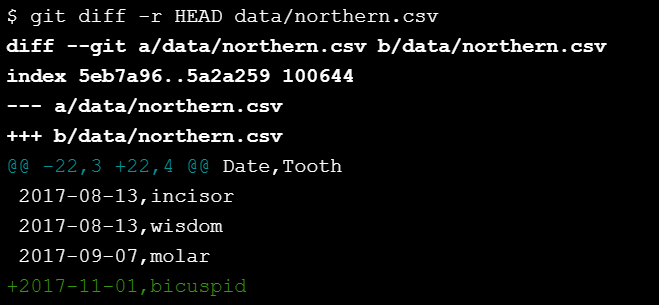 $ git diff -r HEAD data/northern.csv
diff --git a/data/northern.csv b/data/northern.csv
index 5eb7a96..5a2a259 100644
--- a/data/northern.csv
+++ b/data/northern.csv
@@ -22,3 +22,4 @@ Date,Tooth
 2017-08-13,incisor
 2017-08-13,wisdom
 2017-09-07,molar
+2017-11-01,bicuspid